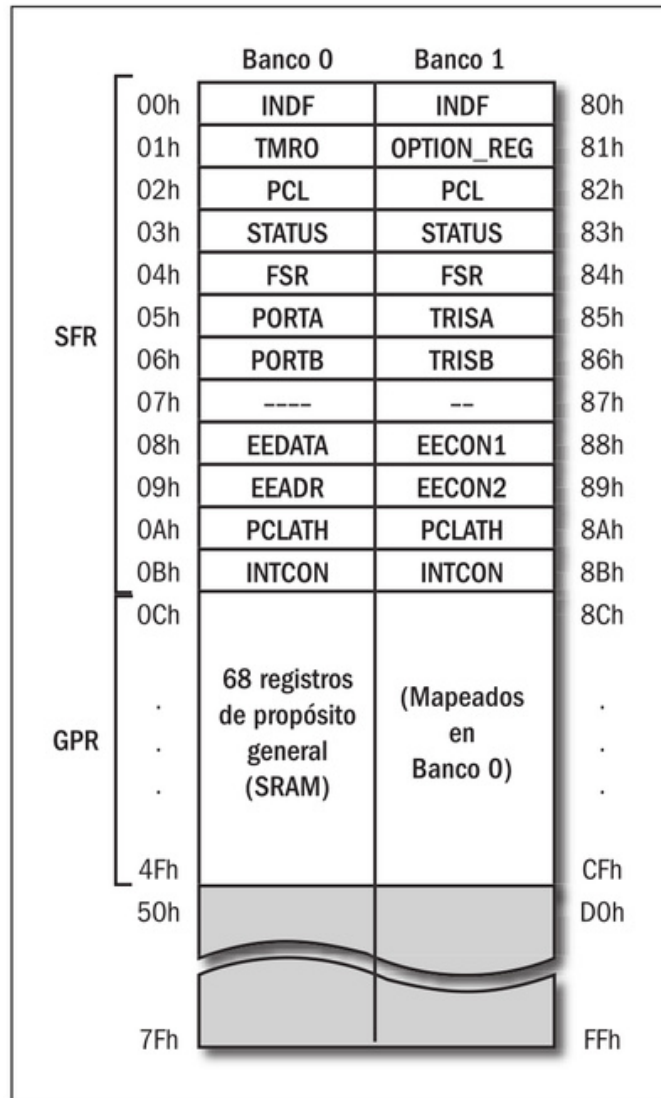 Banco 0 Banco 1
00h INDF INDF 80h
01h TMRO OPTION_REG 81h
02h PCL PCL 82h
03h STATUS STATUS 83h
04h FSR FSR 84h
05h PORTA TRISA 85h
SFR
06h PORTB TRISB 86h
07h ---- -- 87h
08h EEDATA EECON1 88h
09h EEADR EECON2 89h
0Ah PCLATH PCLATH 8Ah
0Bh INTCON INTCON 8Bh
0Ch 8Ch
68 registros
de propósito
general
(SRAM)
(Mapeados
en
Banco 0)
. .
GPR . .
. .
4Fh CFh
50h D0h
7Fh FFh